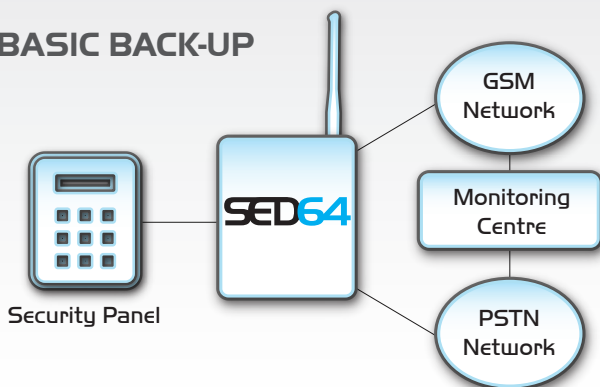 BASIC BACK-UP
GSM
Network
SED64
Monitoring
Centre
Security Panel
PSTN
Network